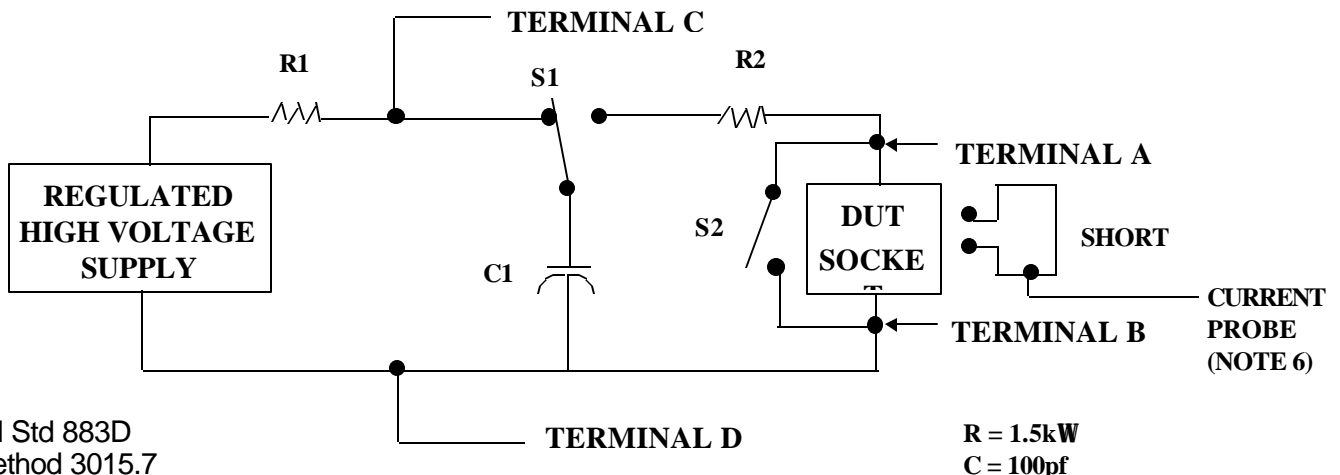 TERMINAL C
R1
S1
R2
TERMINAL A
REGULATED
HIGH VOLTAGE
SUPPLY
S2
DUT
SOCKE
SHORT
C1
CURRENT
PROBE
(NOTE 6)
TERMINAL B
TERMINAL D
l Std 883D
ethod 3015.7
R = 1.5kW
C = 100pf